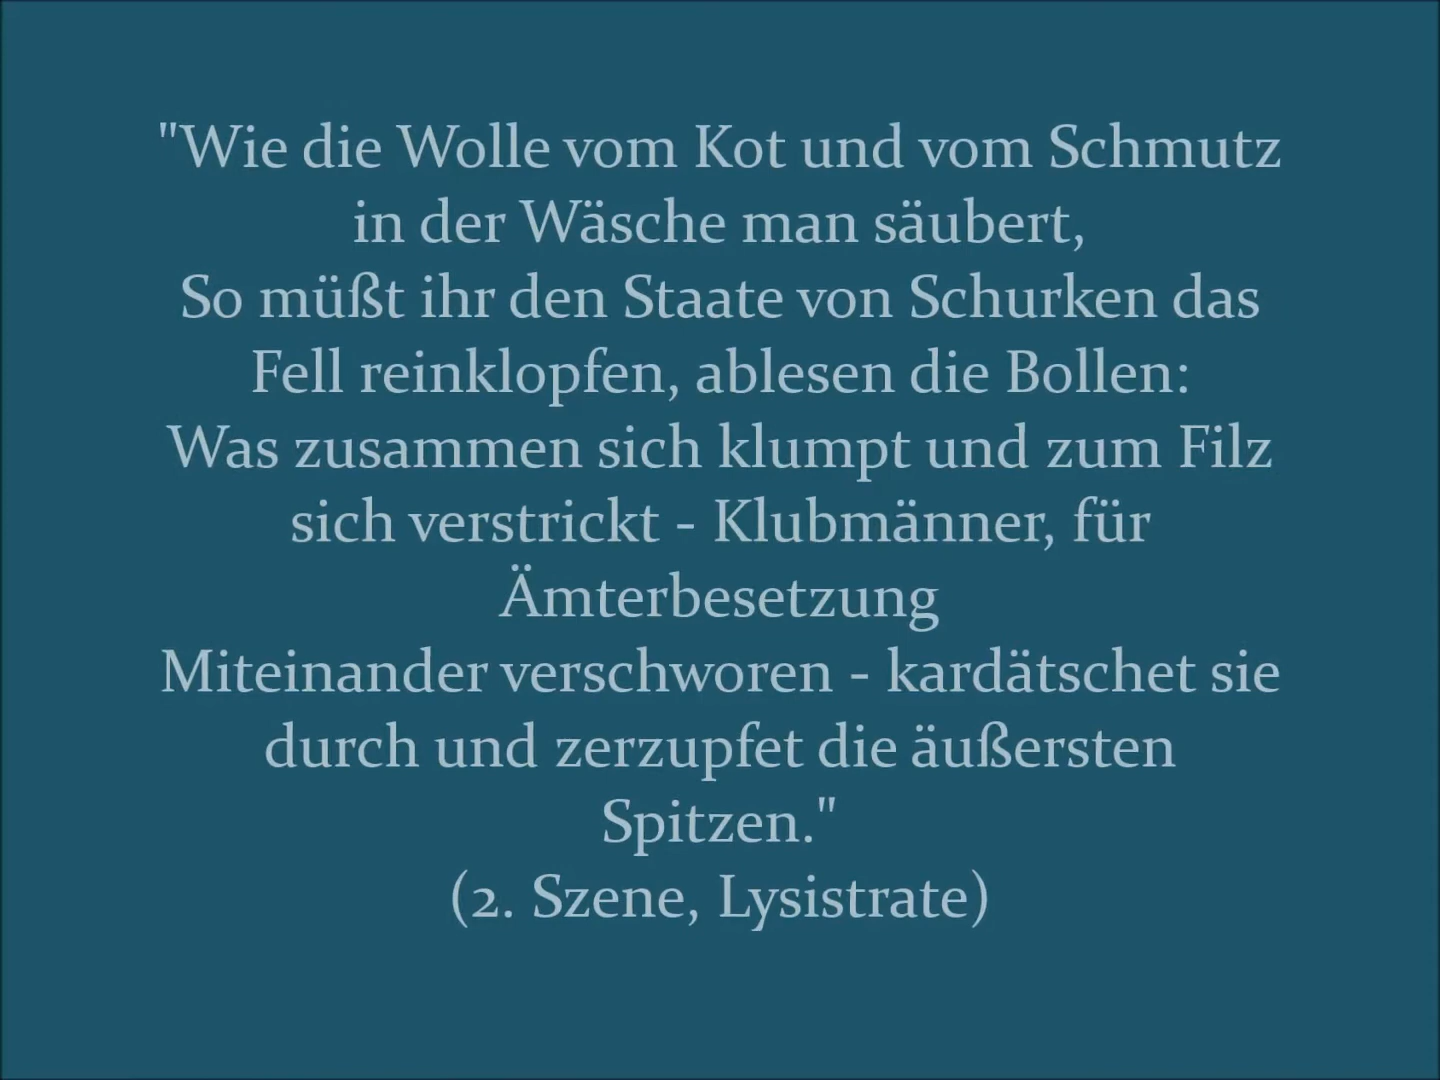 "Wie die Wolle vom Kot und vom Schmutz
in der Wäsche man säubert,
So müßt ihr den Staate von Schurken das
Fell reinklopfen, ablesen die Bollen:
Was zusammen sich klumpt und zum Filz
sich verstrickt - Klubmänner, für
Ämterbesetzung
Miteinander verschworen - kardätschet sie
durch und zerzupfet die äußersten
Spitzen."
(2. Szene, Lysistrate)